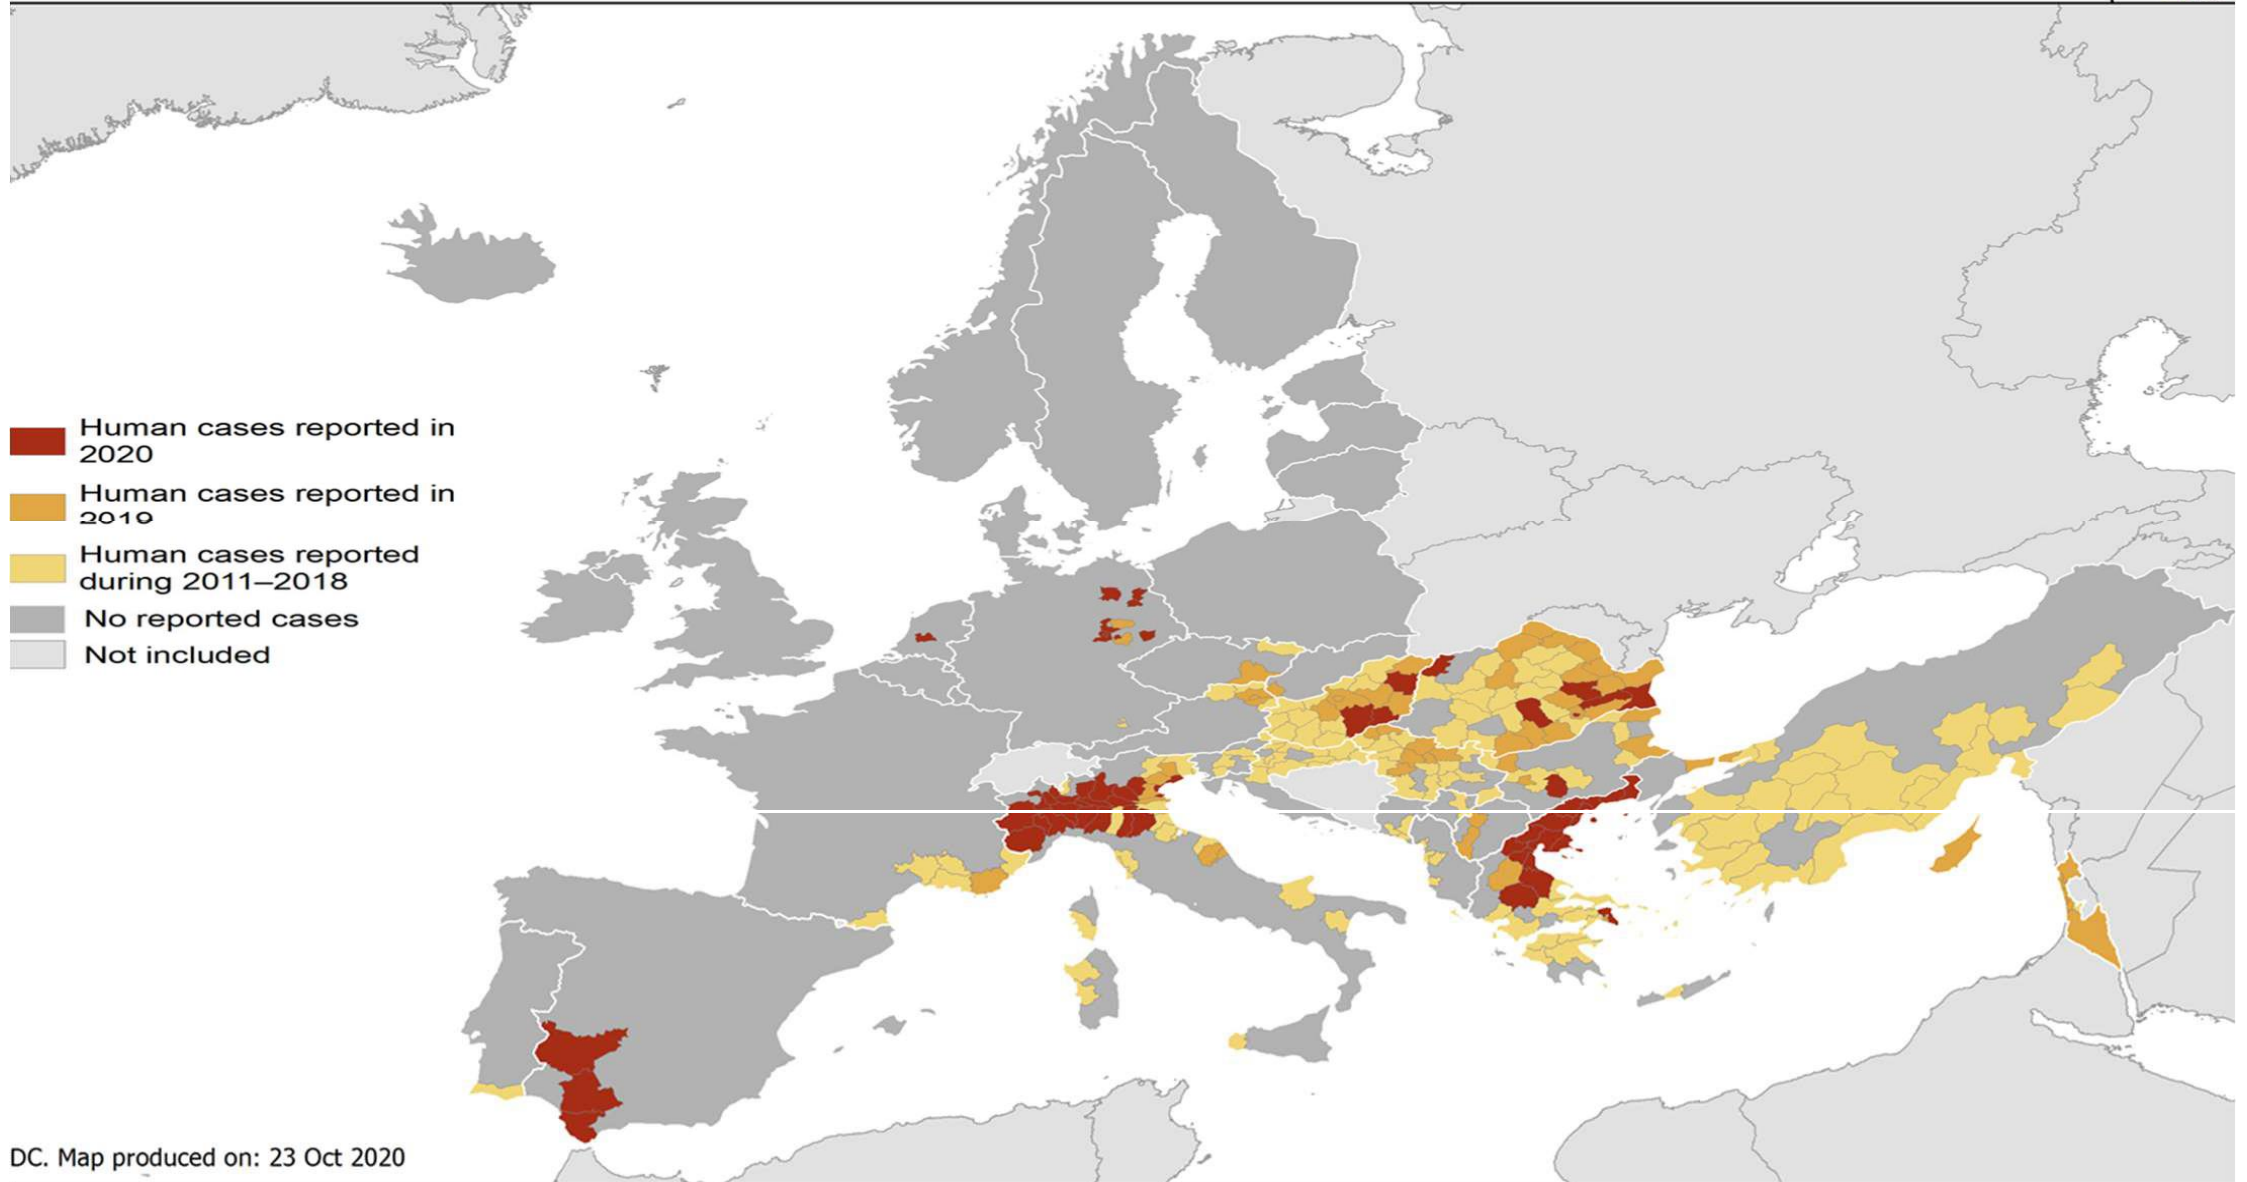 Human cases reported in
2020
Human cases reported in
2019
Human cases reported
during 2011–2018
No reported cases
Not included
DC. Map produced on: 23 Oct 2020